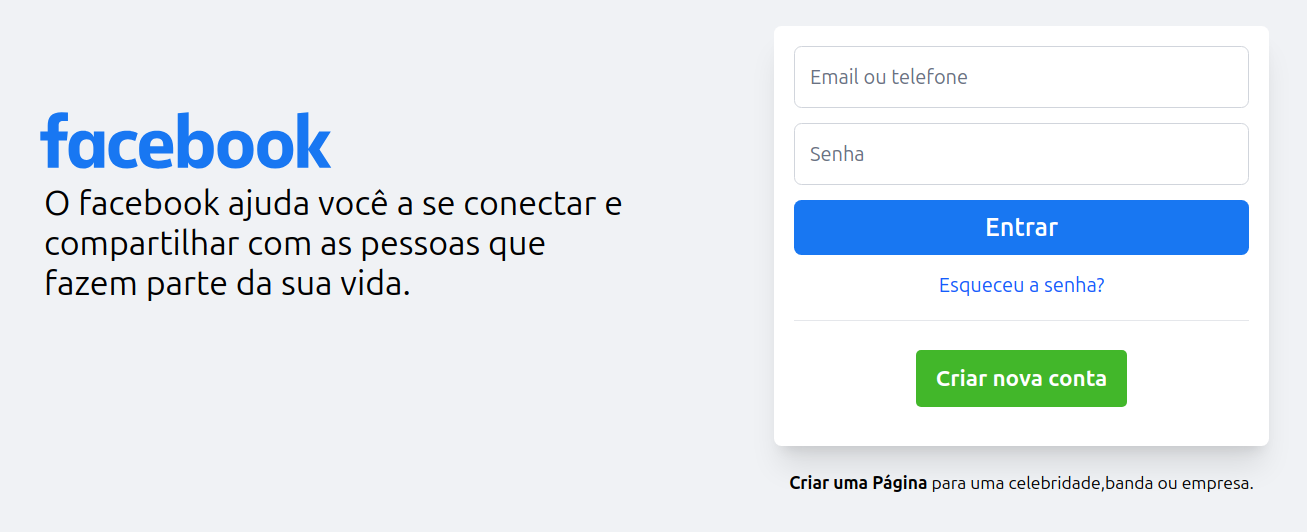 facebook
O facebook ajuda você a se conectar e
compartilhar com as pessoas que
fazem parte da sua vida.
Email ou telefone
Senha
Entrar
Esqueceu a senha?
Criar nova conta
Criar uma Página para uma celebridade,banda ou empresa.